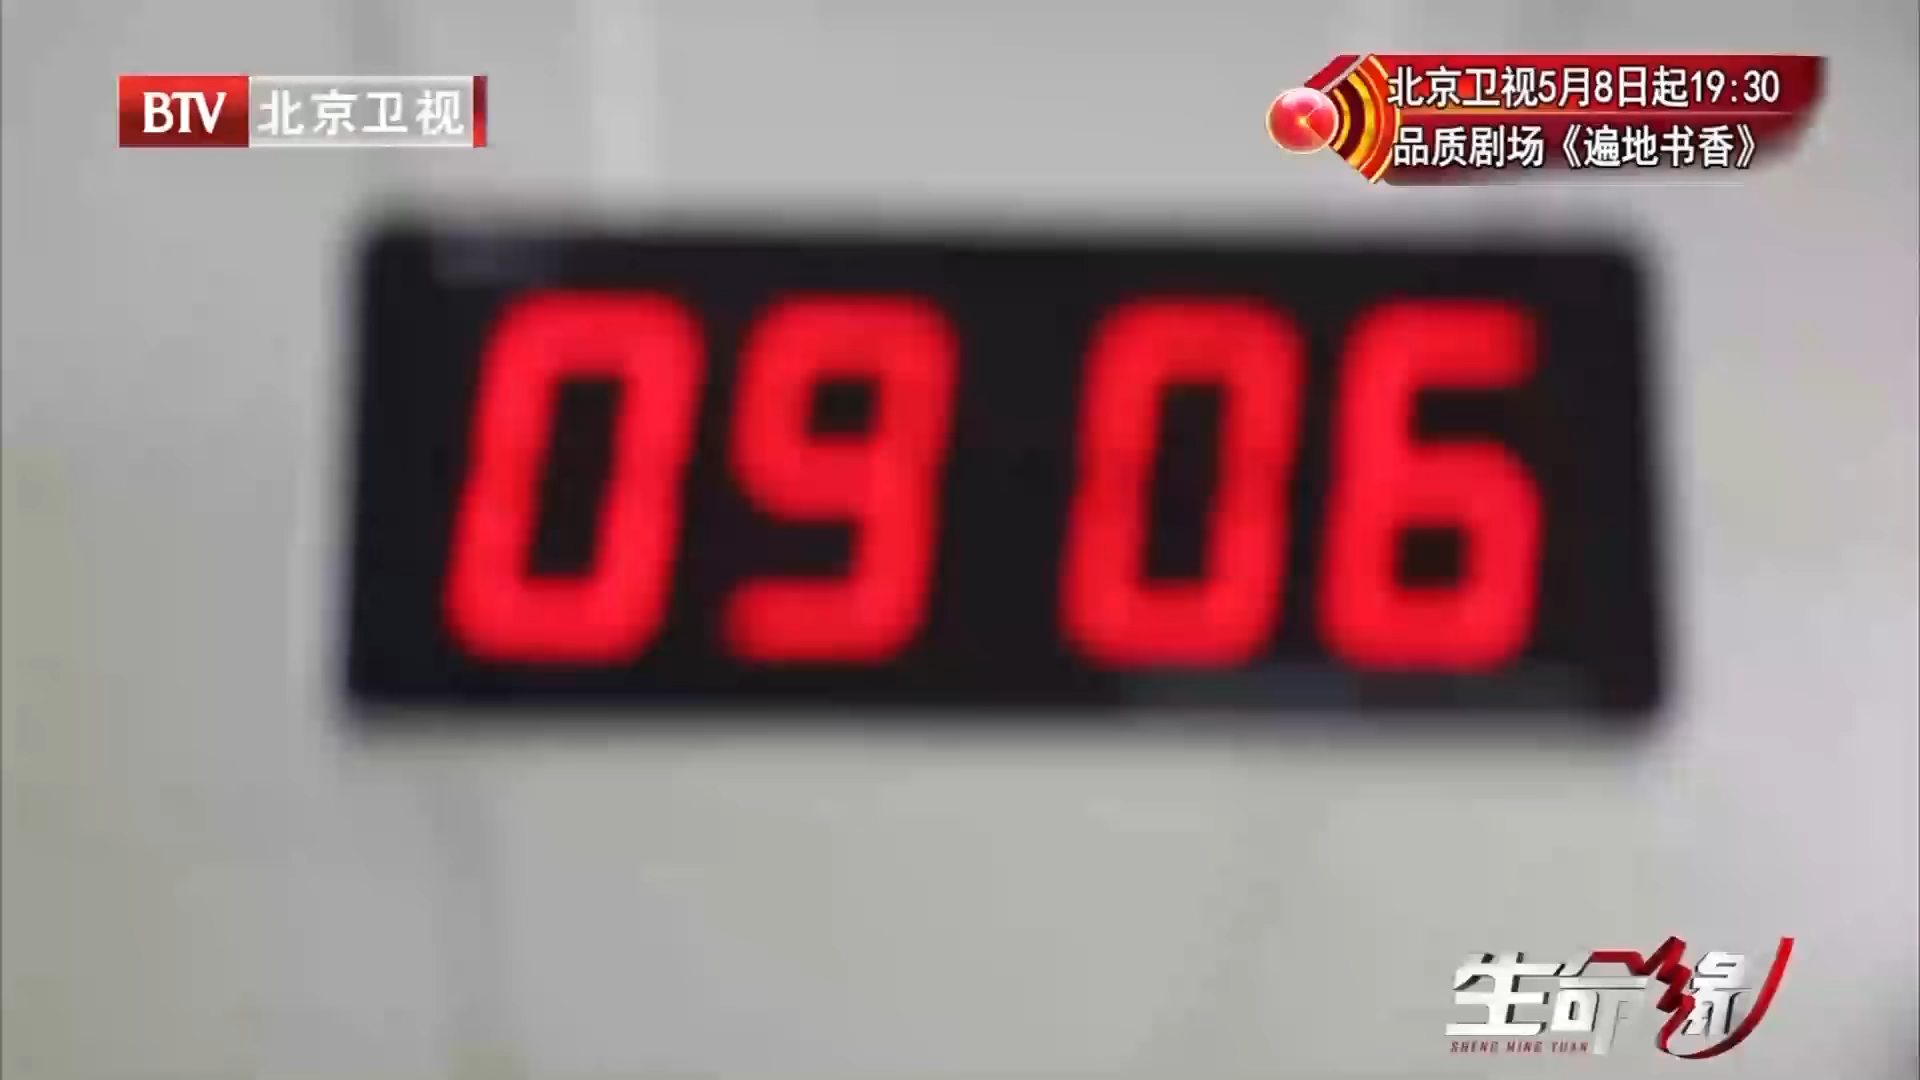 BTV 北京卫视
北京卫视5月8日起19:30
品质剧场《遍地书香》
09 06
生命缘
SHENG MING YUAN